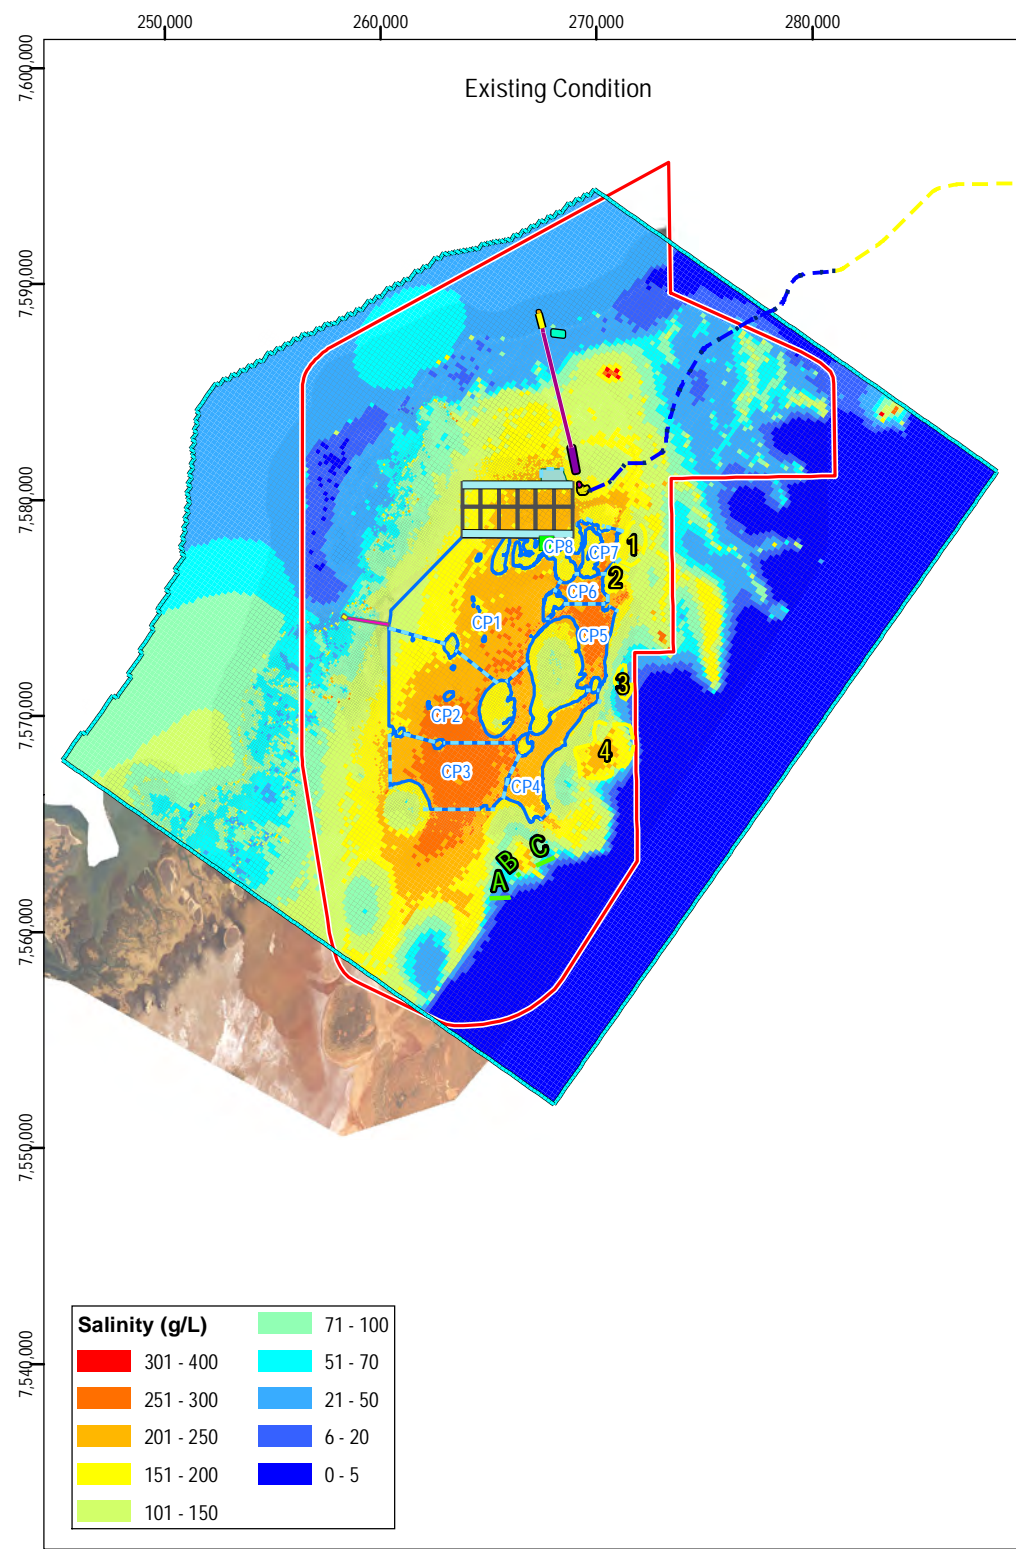 250,000 260,000 270,000 280,000
7,600,000
Existing Condition
7,590,000
7,580,000
CP8 CP7 1
CP6 2
CP1 CP5
3
7,570,000
CP2
4
CP3 CP4
C
B
A
7,560,000
7,550,000
7,540,000
Salinity (g/L)
301 - 400
251 - 300
201 - 250
151 - 200
101 - 150
71 - 100
51 - 70
21 - 50
6 - 20
0 - 5